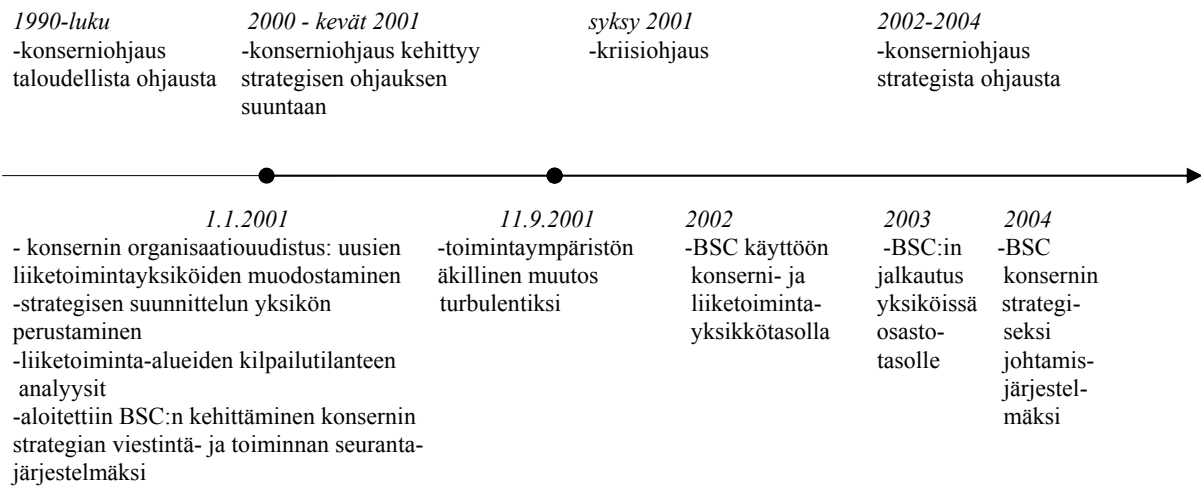 1990-luku
-konserniohjaus
taloudellista ohjausta
2000 - kevät 2001
-konserniohjaus kehittyy
strategisen ohjauksen
suuntaan
syksy 2001
-kriisiohjaus
2002-2004
-konserniohjaus
strategista ohjausta
1.1.2001
- konsernin organisaatiouudistus: uusien
liiketoimintayksiköiden muodostaminen
-strategisen suunnittelun yksikön
perustaminen
-liiketoiminta-alueiden kilpailutilanteen
analyysit
-aloitettiin BSC:n kehittäminen konsernin
strategian viestintä- ja toiminnan seuranta-
järjestelmäksi
11.9.2001
-toimintaympäristön
äkillinen muutos
turbulentiksi
2002
-BSC käyttöön
konserni- ja
liiketoiminta-
yksikkötasolla
2003
-BSC:in
jalkautus
yksiköissä
osasto-
tasolle
2004
-BSC
konsernin
strategi-
seksi
johtamis-
järjestel-
mäksi